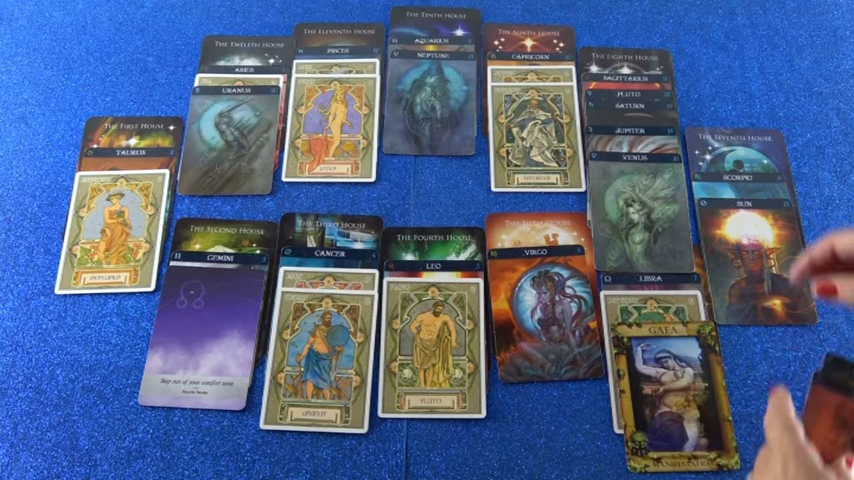 THE TENTH HOUSE
AQUARIUS
NEPTUNE
THE ELEVENTH HOUSE
PISCES
THE NINTH HOUSE
CAPRICORN
THE TWELFTH HOUSE
ARIES
URANUS
THE EIGHTH HOUSE
SAGITTARIUS
PLUTO
SATURN
JUPITER
VENUS
THE FIRST HOUSE
TAURUS
THE SEVENTH HOUSE
SCORPIO
SUN
THE SECOND HOUSE
GEMINI
Step out of your comfort zone
THE THIRD HOUSE
CANCER
THE FOURTH HOUSE
LEO
PLUTO
VIRGO
LIBRA
GAEA
MANIFESTATION